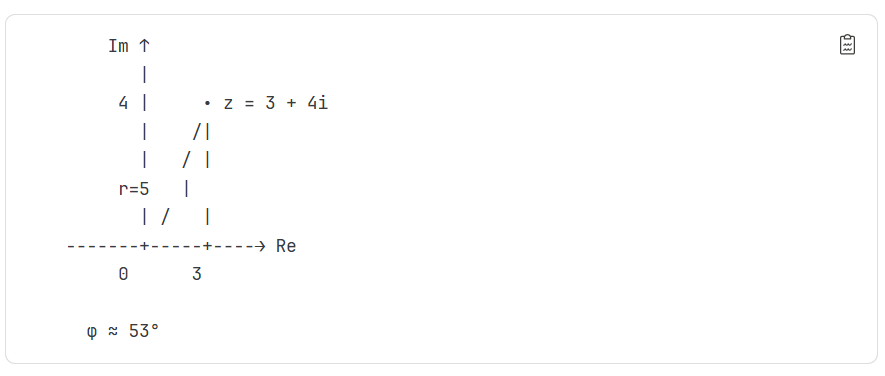 Im ↑
|
4 |     • z = 3 + 4i
|    /|
|   / |
r=5   |
| /   |
-------+-----+----→ Re
0      3
φ ≈ 53°